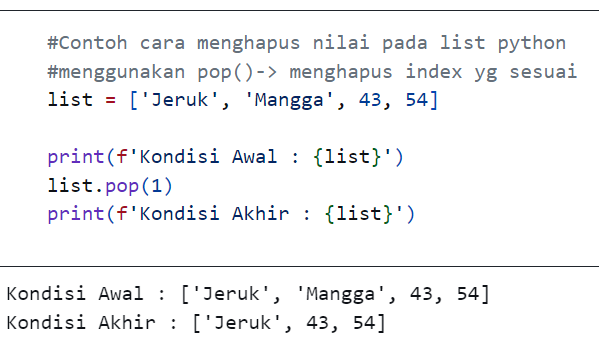 #Contoh cara menghapus nilai pada list python
#menggunakan pop()-> menghapus index yg sesuai
list = ['Jeruk', 'Mangga', 43, 54]
print(f'Kondisi Awal : {list}')
list.pop(1)
print(f'Kondisi Akhir : {list}')
Kondisi Awal : ['Jeruk', 'Mangga', 43, 54]
Kondisi Akhir : ['Jeruk', 43, 54]